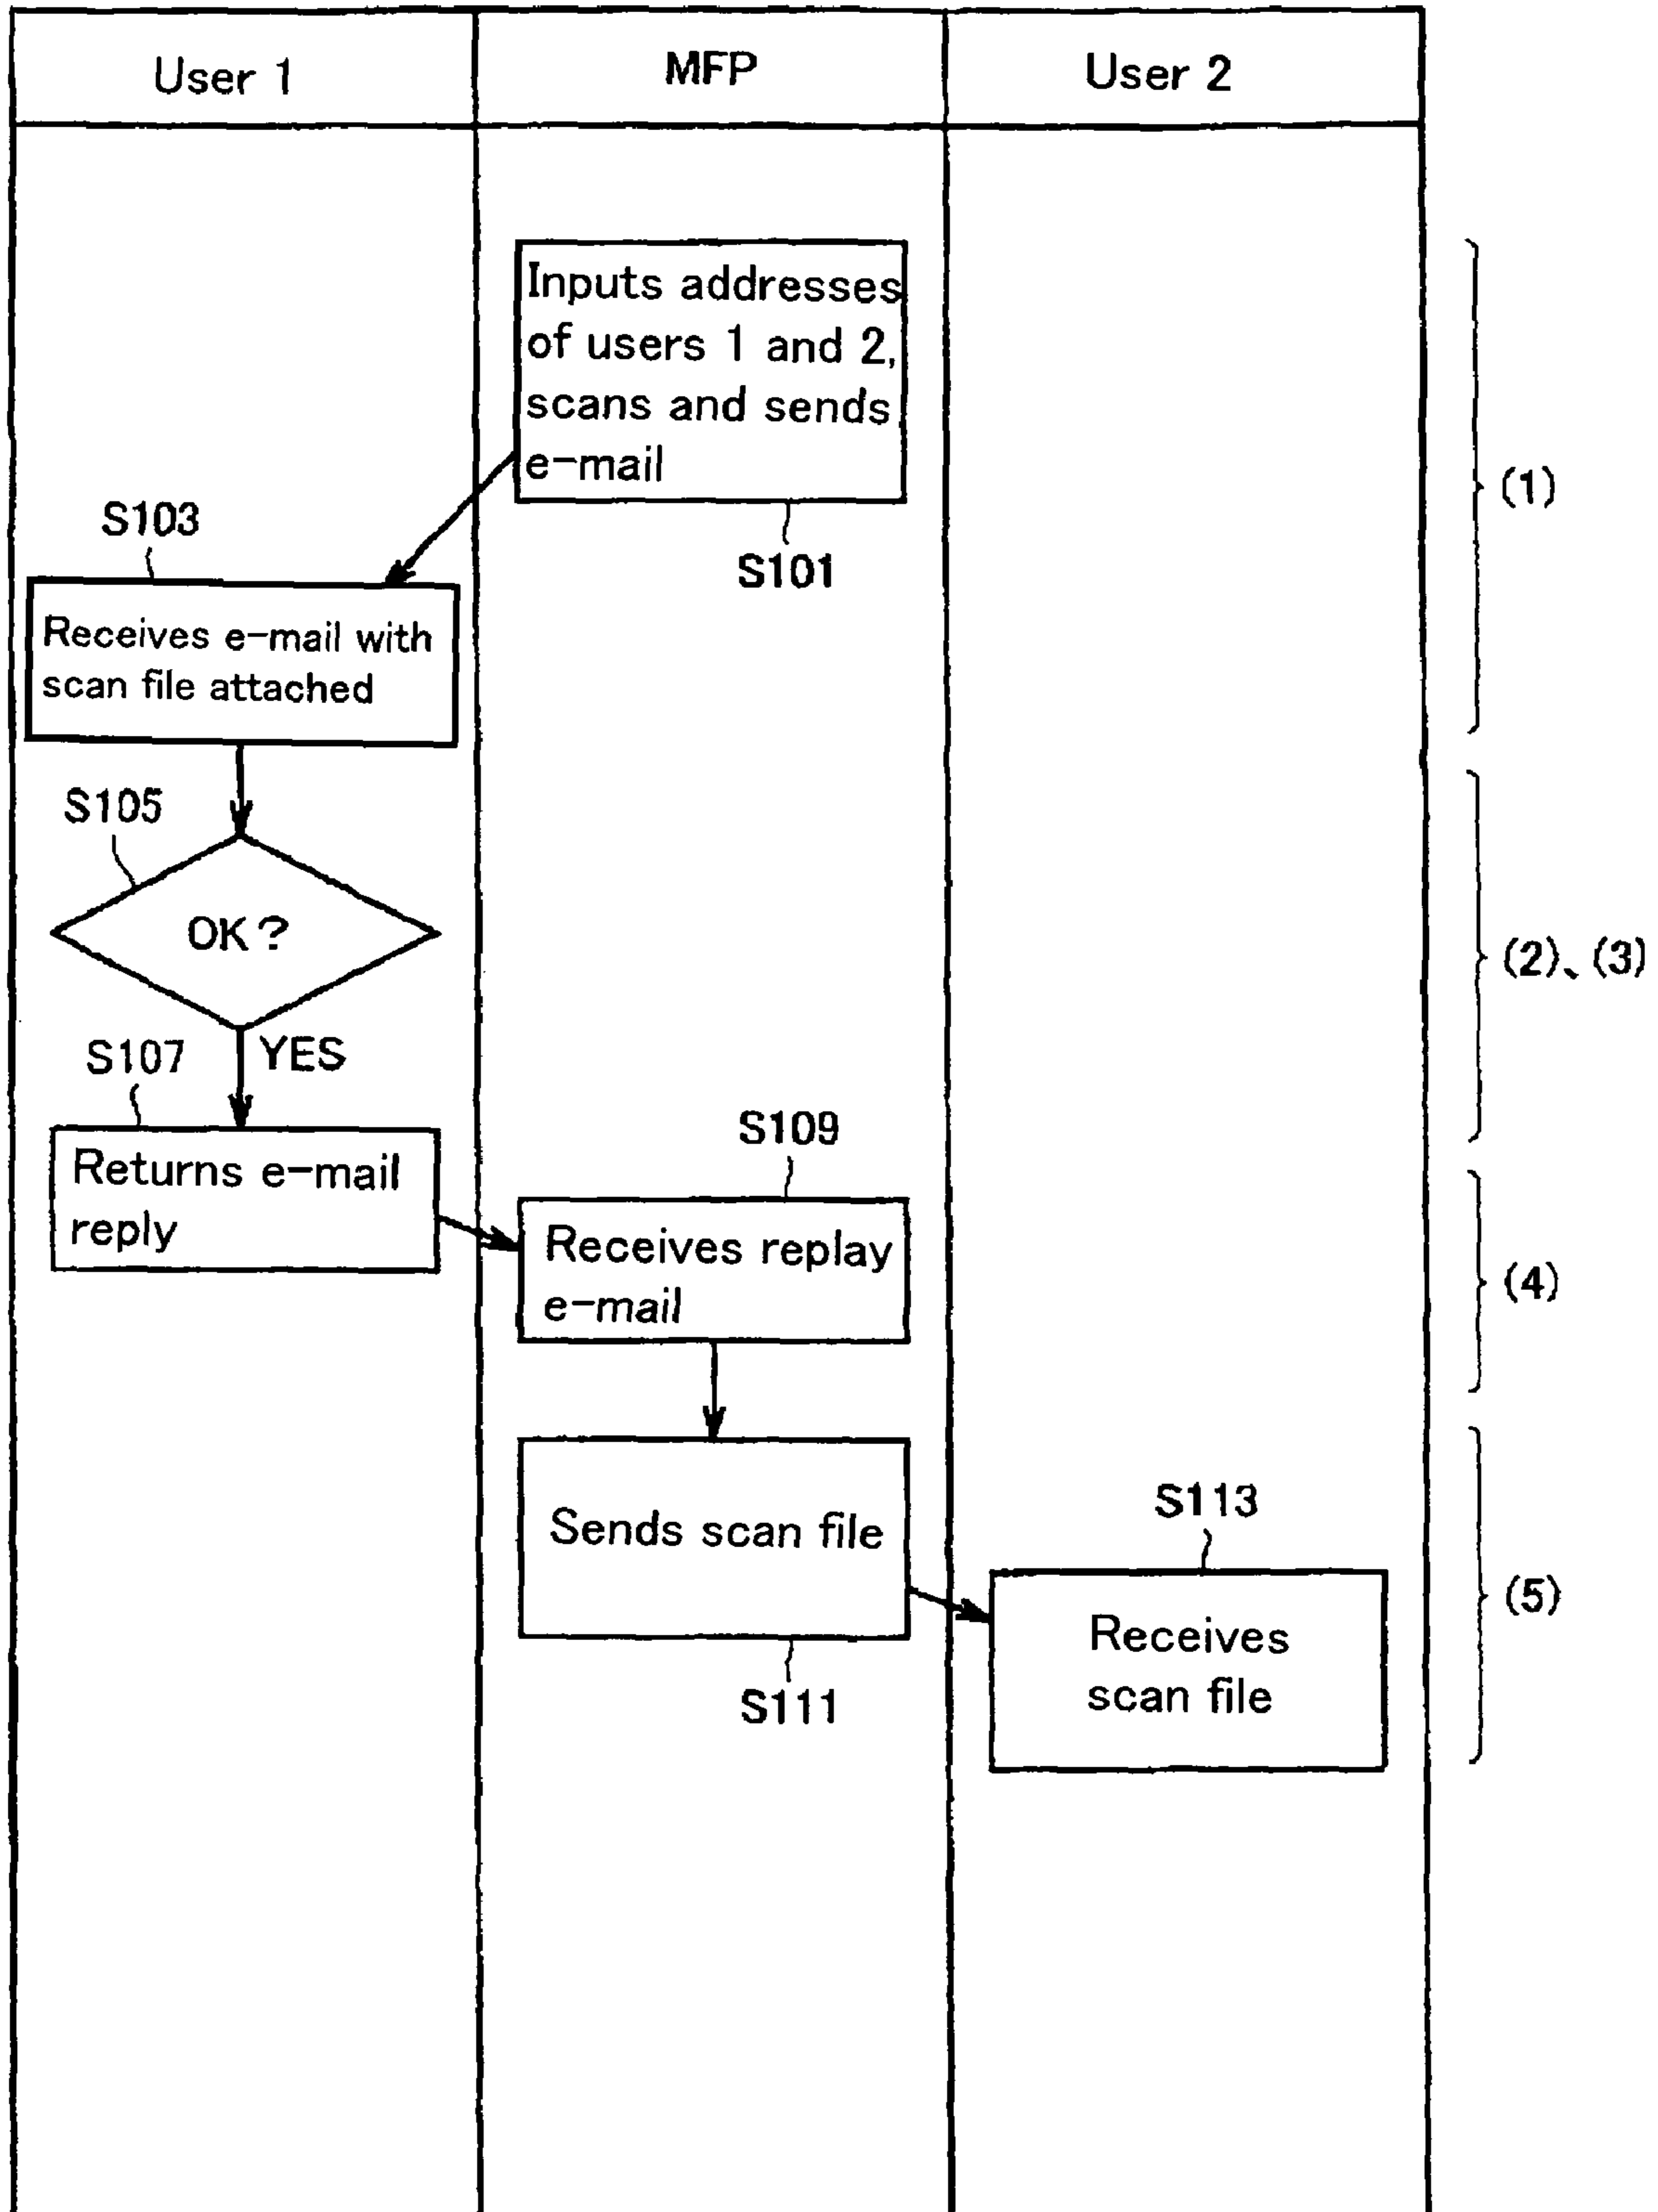 User 1
MFP
User 2
Inputs addresses
of users 1 and 2,
scans and sends
e-mail
(1)
S103
S101
Receives e-mail with
scan file attached
S105
OK?
(2)、(3)
YES
S107
S109
Returns e-mail
reply
Receives replay
e-mail
(4)
Sends scan file
S113
(5)
Receives
scan file
S111